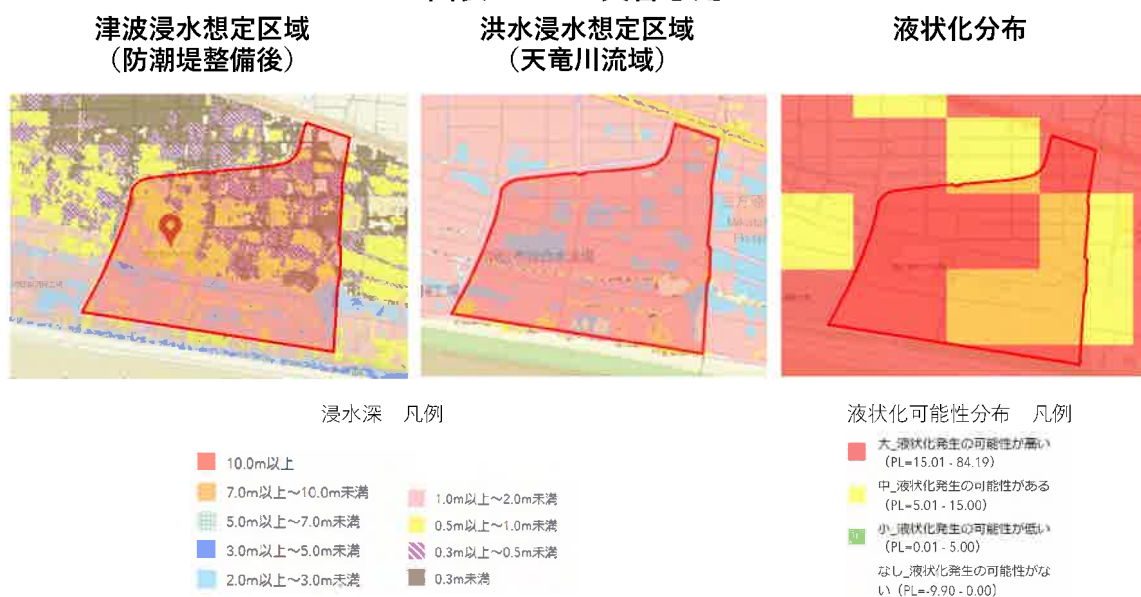 津波浸水想定区域
（防潮堤整備後）
洪水浸水想定区域
（天竜川流域）
液状化分布
浸水深　凡例
10.0m以上
7.0m以上～10.0m未満
5.0m以上～7.0m未満
3.0m以上～5.0m未満
2.0m以上～3.0m未満
1.0m以上～2.0m未満
0.5m以上～1.0m未満
0.3m以上～0.5m未満
0.3m未満
液状化可能性分布　凡例
大_液状化発生の可能性が高い
（PL=15.01 - 84.19）
中_液状化発生の可能性がある
（PL=5.01 - 15.00）
小_液状化発生の可能性が低い
（PL=0.01 - 5.00）
なし_液状化発生の可能性がな
い（PL=-9.90 - 0.00）